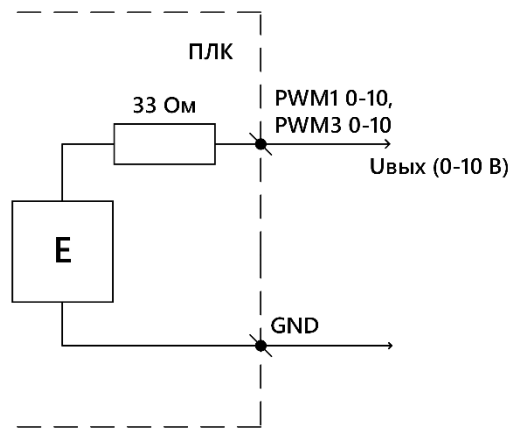 ПЛК
33 Ом
PWM1 0-10,
PWM3 0-10
Uвых (0-10 В)
E
GND